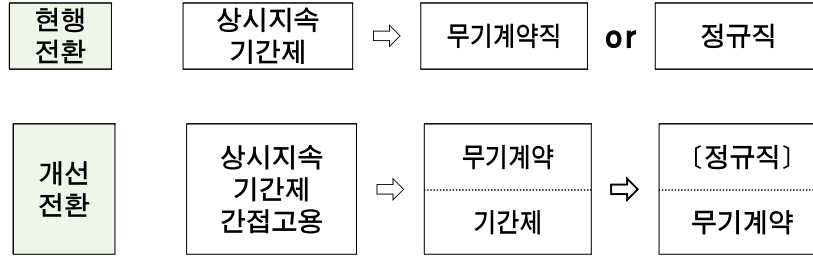 현행
전환
상시지속
기간제
⇨
무기계약직
or
정규직
개선
전환
상시지속
기간제
간접고용
⇨
무기계약
기간제
⇨
〔정규직〕
무기계약